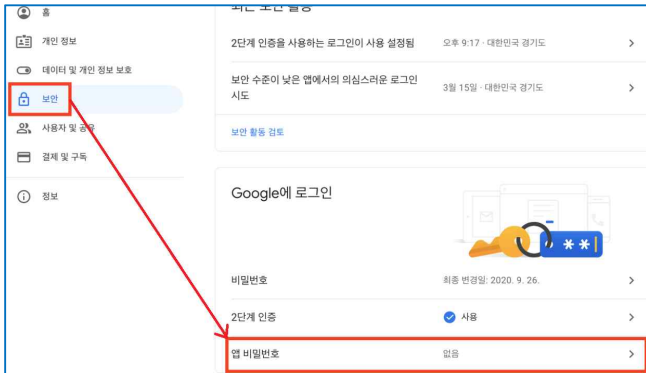 홈
개인 정보
데이터 및 개인 정보 보호
보안
사용자 및 공유
결제 및 구독
정보
최근 보안 활동
2단계 인증을 사용하는 로그인이 사용 설정됨 오후 9:17 · 대한민국 경기도
보안 수준이 낮은 앱에서의 의심스러운 로그인 시도 3월 15일 · 대한민국 경기도
보안 활동 검토
Google에 로그인
**
비밀번호 최종 변경일: 2020. 9. 26.
2단계 인증 사용
앱 비밀번호 없음